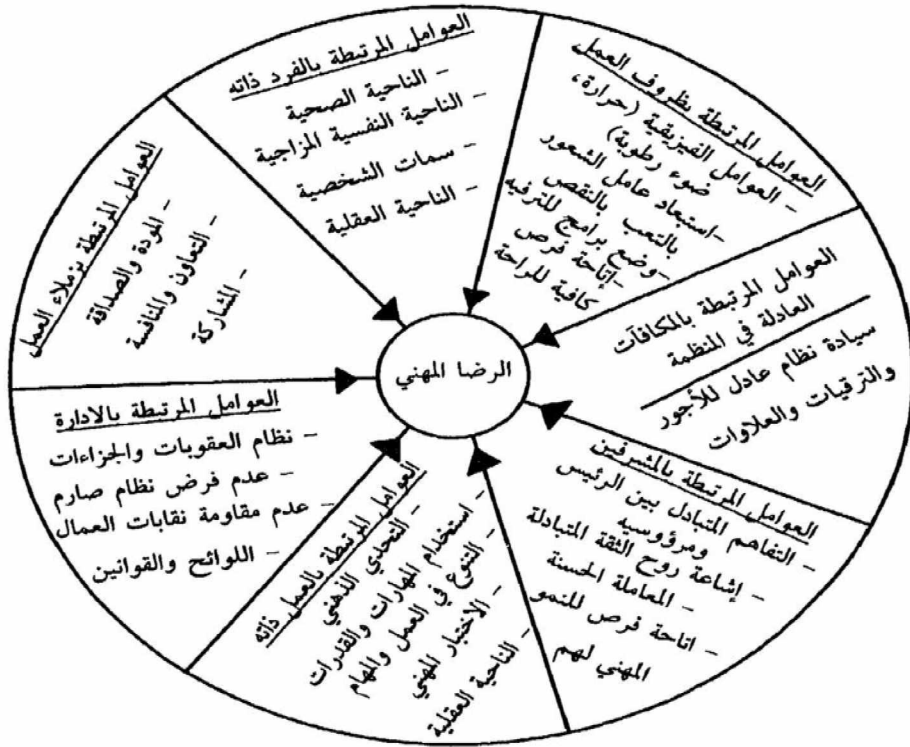 العوامل المرتبطة بالفرد ذاته
- الناحية الصحية
- الناحية النفسية المزاجية
- سمات الشخصية
- الناحية العقلية
العوامل المرتبطة بظروف العمل
- العوامل الفيزيقية (حرارة،
ضوء رطوبة)
-استبعاد عامل الشعور
بالتعب بالنقص
-وضع برامج للترفيه
-إتاحة فرص
كافية للراحة
العوامل المرتبطة بالمكافآت
العادلة في المنظمة
سيادة نظام عادل للأجور
والترقيات والعلاوات
العوامل المرتبطة بالمشرفين
- التفاهم المتبادل بين الرئيس
ومرؤوسيه
- إشاعة روح الثقة المتبادلة
- المعاملة الحسنة
- اتاحة فرص للنمو
المهني لهم
العوامل المرتبطة بالعمل ذاته
- التحدي الذهني
- استخدام المهارات والقدرات
- التنوع في العمل والمهام
- الاختبار المهني
- الناحية العقلية
العوامل المرتبطة بالادارة
- نظام العقوبات والجزاءات
- عدم فرض نظام صارم
- عدم مقاومة نقابات العمال
- اللوائح والقوانين
العوامل المرتبطة بزملاء العمل
- المودة والصداقة
- التعاون والمنافسة
- المشاركة
الرضا المهني